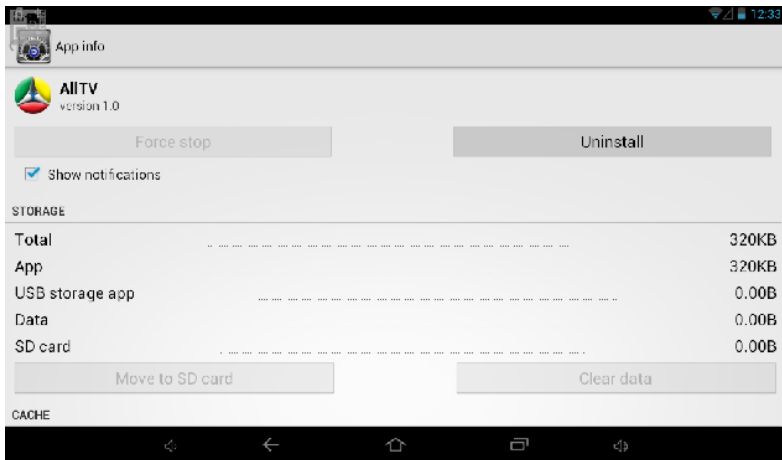 12:33
App info
AllTV
version 1.0
Force stop
Uninstall
Show notifications
STORAGE
Total 320KB
App 320KB
USB storage app 0.00B
Data 0.00B
SD card 0.00B
Move to SD card
Clear data
CACHE